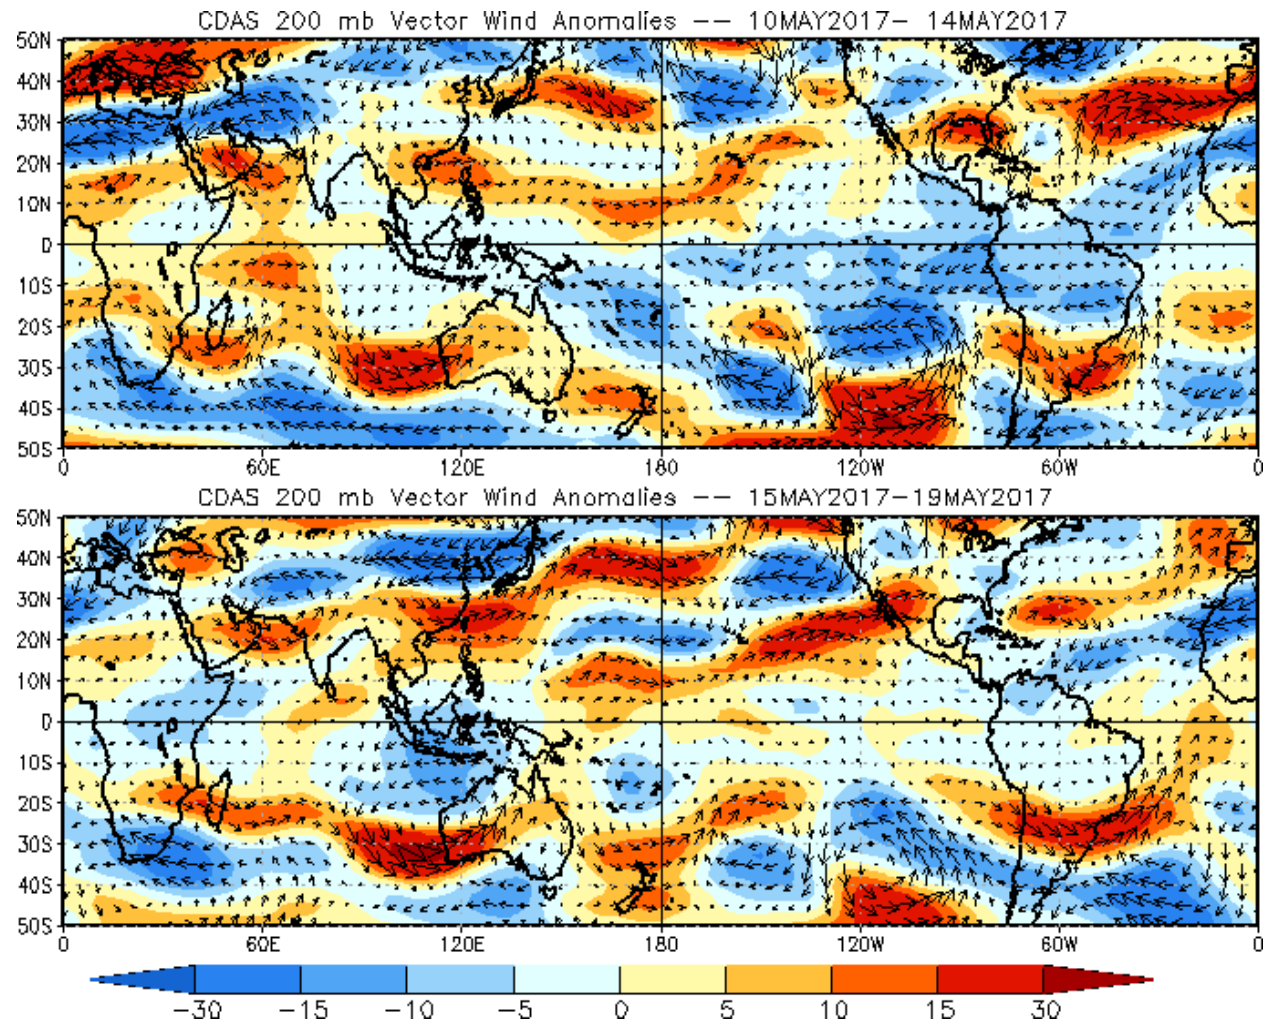 CDAS 200 mb Vector Wind Anomalies -- 10MAY2017- 14MAY2017
50N
40N
30N
20N
10N
0
10S
20S
30S
40S
50S
0 60E 120E 180 120W 60W 0
CDAS 200 mb Vector Wind Anomalies -- 15MAY2017-19MAY2017
50N
40N
30N
20N
10N
0
10S
20S
30S
40S
50S
0 60E 120E 180 120W 60W 0
-30 -15 -10 -5 0 5 10 15 30